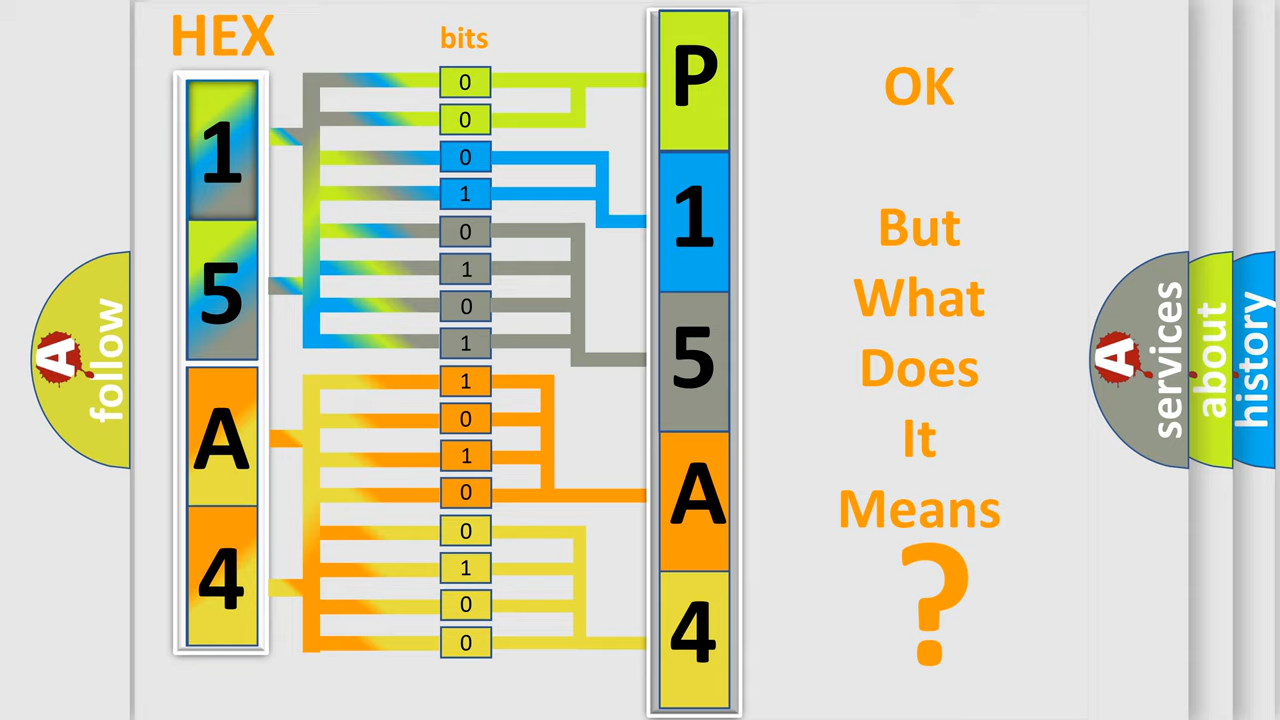 HEX
bits
1
5
A
4
0
0
0
1
0
1
0
1
1
0
1
0
0
1
0
0
P
1
5
A
4
OK
But
What
Does
It
Means
?
A
follow
A
services
about
history